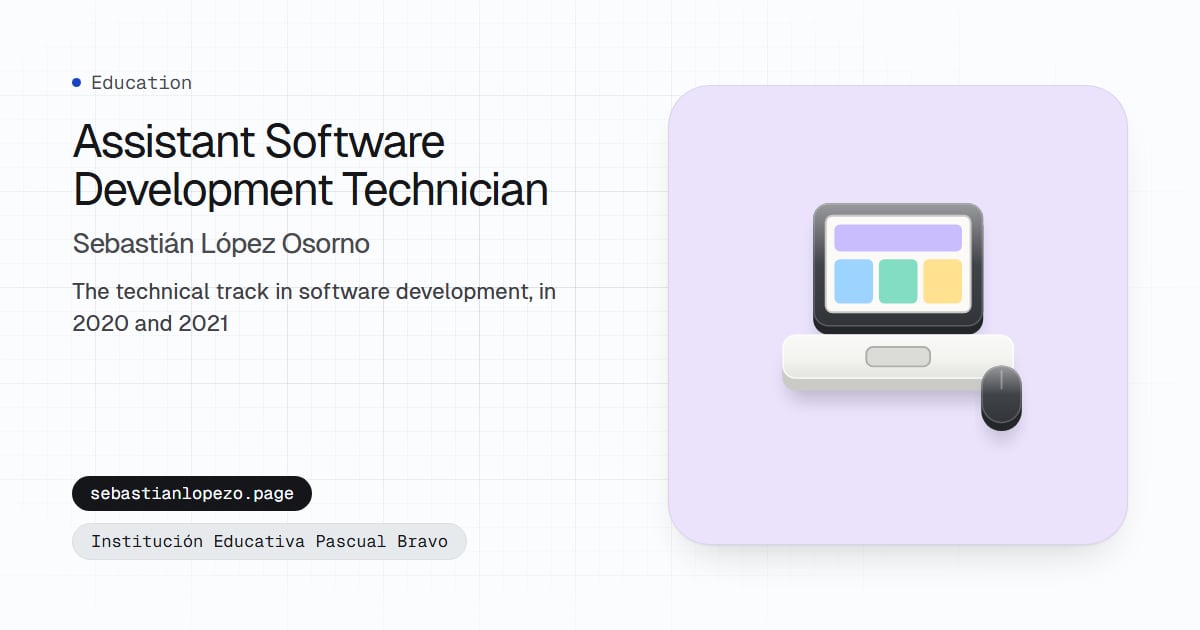 Education
Assistant Software
Development Technician
Sebastián López Osorno
The technical track in software development, in
2020 and 2021
sebastianlopezo.page
Institución Educativa Pascual Bravo